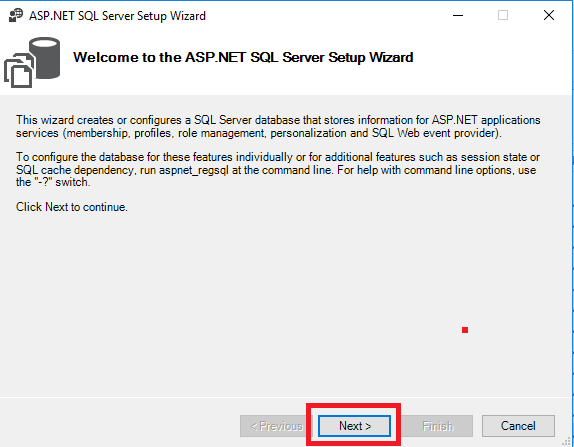 ASP.NET SQL Server Setup Wizard
Welcome to the ASP.NET SQL Server Setup Wizard
This wizard creates or configures a SQL Server database that stores information for ASP.NET applications
services (membership, profiles, role management, personalization and SQL Web event provider).
To configure the database for these features individually or for additional features such as session state or
SQL cache dependency, run aspnet_regsql at the command line. For help with command line options, use
the "-?" switch.
Click Next to continue.
< Previous Next > Finish Cancel